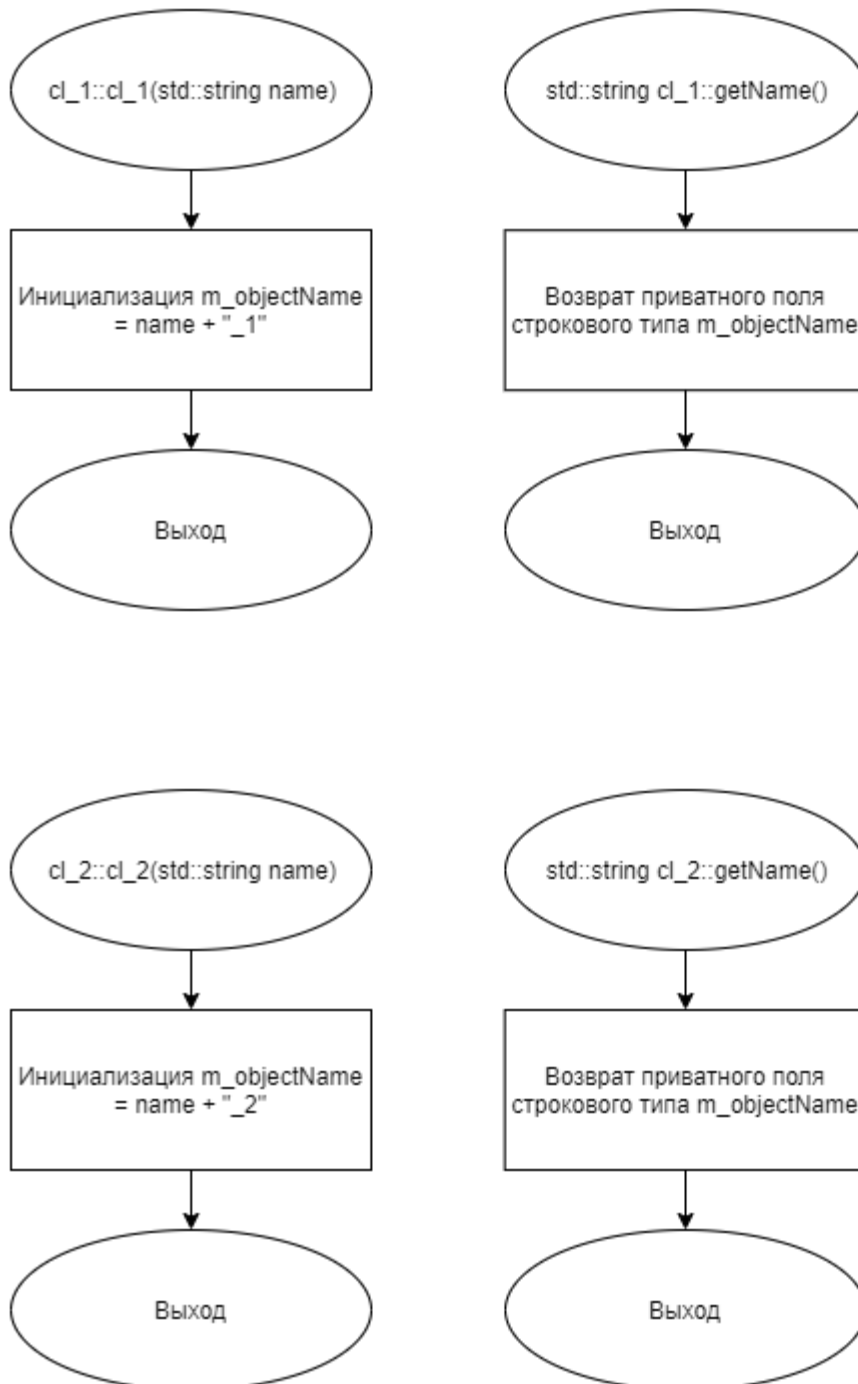 cl_1::cl_1(std::string name)
std::string cl_1::getName()
Инициализация m_objectName
= name + "_1"
Возврат приватного поля
строкового типа m_objectName
Выход
Выход
cl_2::cl_2(std::string name)
std::string cl_2::getName()
Инициализация m_objectName
= name + "_2"
Возврат приватного поля
строкового типа m_objectName
Выход
Выход